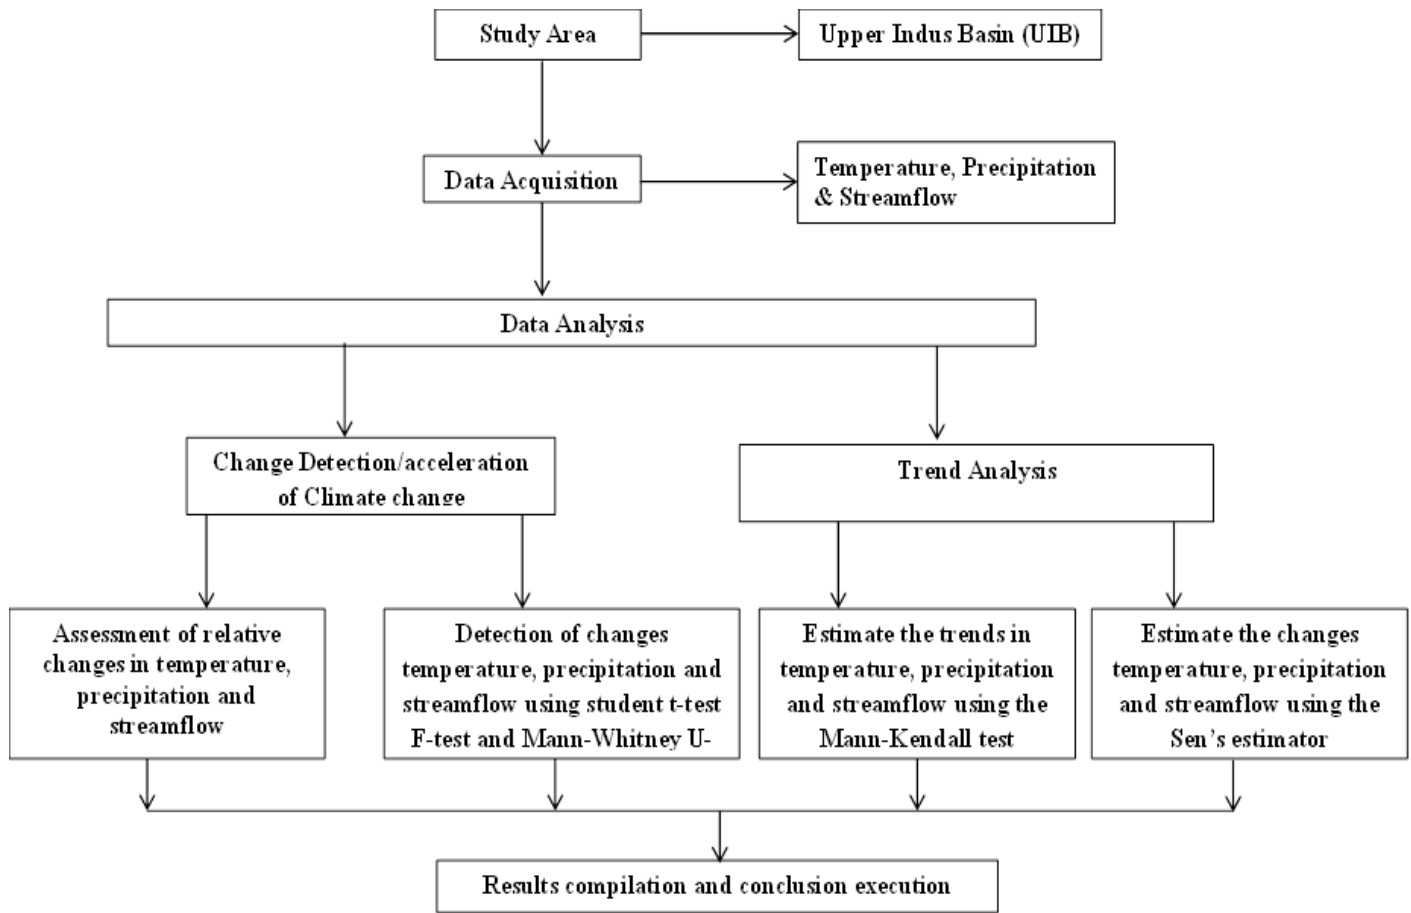 Study Area
Upper Indus Basin (UIB)
Data Acquisition
Temperature, Precipitation
& Streamflow
Data Analysis
Change Detection/acceleration
of Climate change
Trend Analysis
Assessment of relative
changes in temperature,
precipitation and
streamflow
Detection of changes
temperature, precipitation and
streamflow using student t-test
F-test and Mann-Whitney U-
Estimate the trends in
temperature, precipitation
and streamflow using the
Mann-Kendall test
Estimate the changes
temperature, precipitation
and streamflow using the
Sen’s estimator
Results compilation and conclusion execution